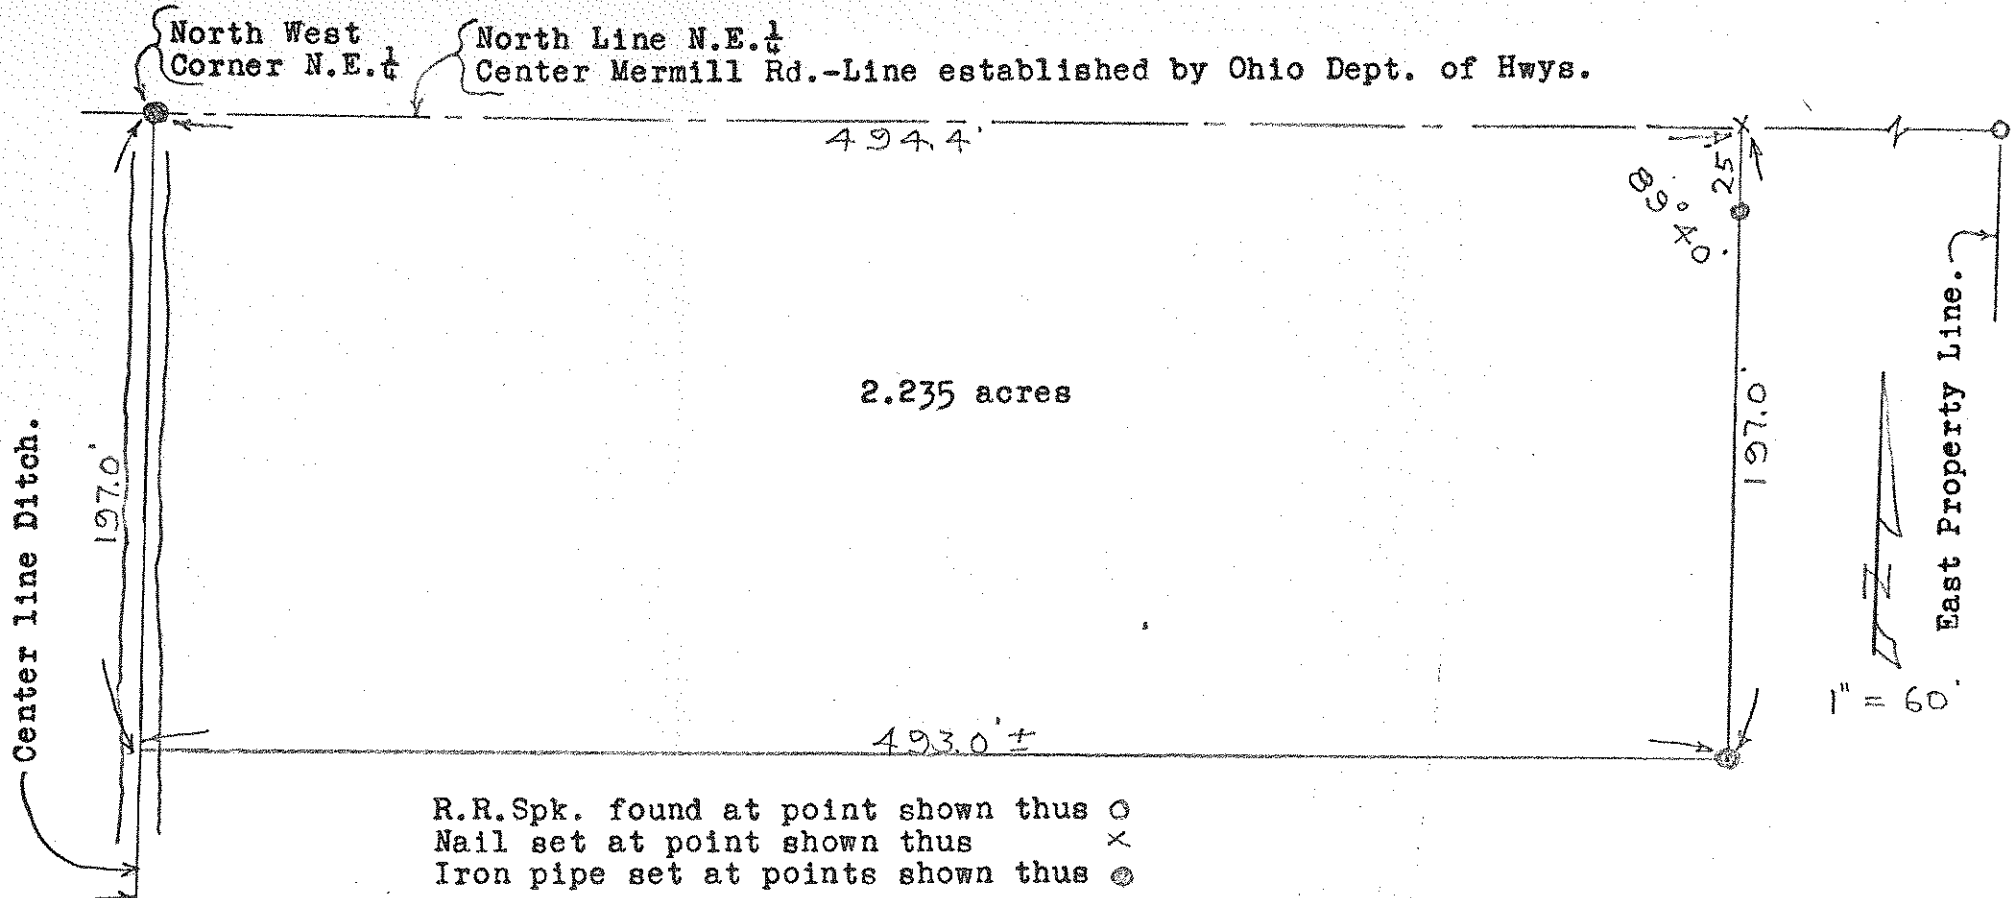 North West
Corner N.E.¼
North Line N.E.¼
Center Mermill Rd.-Line established by Ohio Dept. of Hwys.
494.4'
25'
89°40'
2.235 acres
Center line Ditch.
197.0'
197.0'
East Property Line.
N
1" = 60'
493.0'±
R.R.Spk. found at point shown thus o
Nail set at point shown thus x
Iron pipe set at points shown thus ●